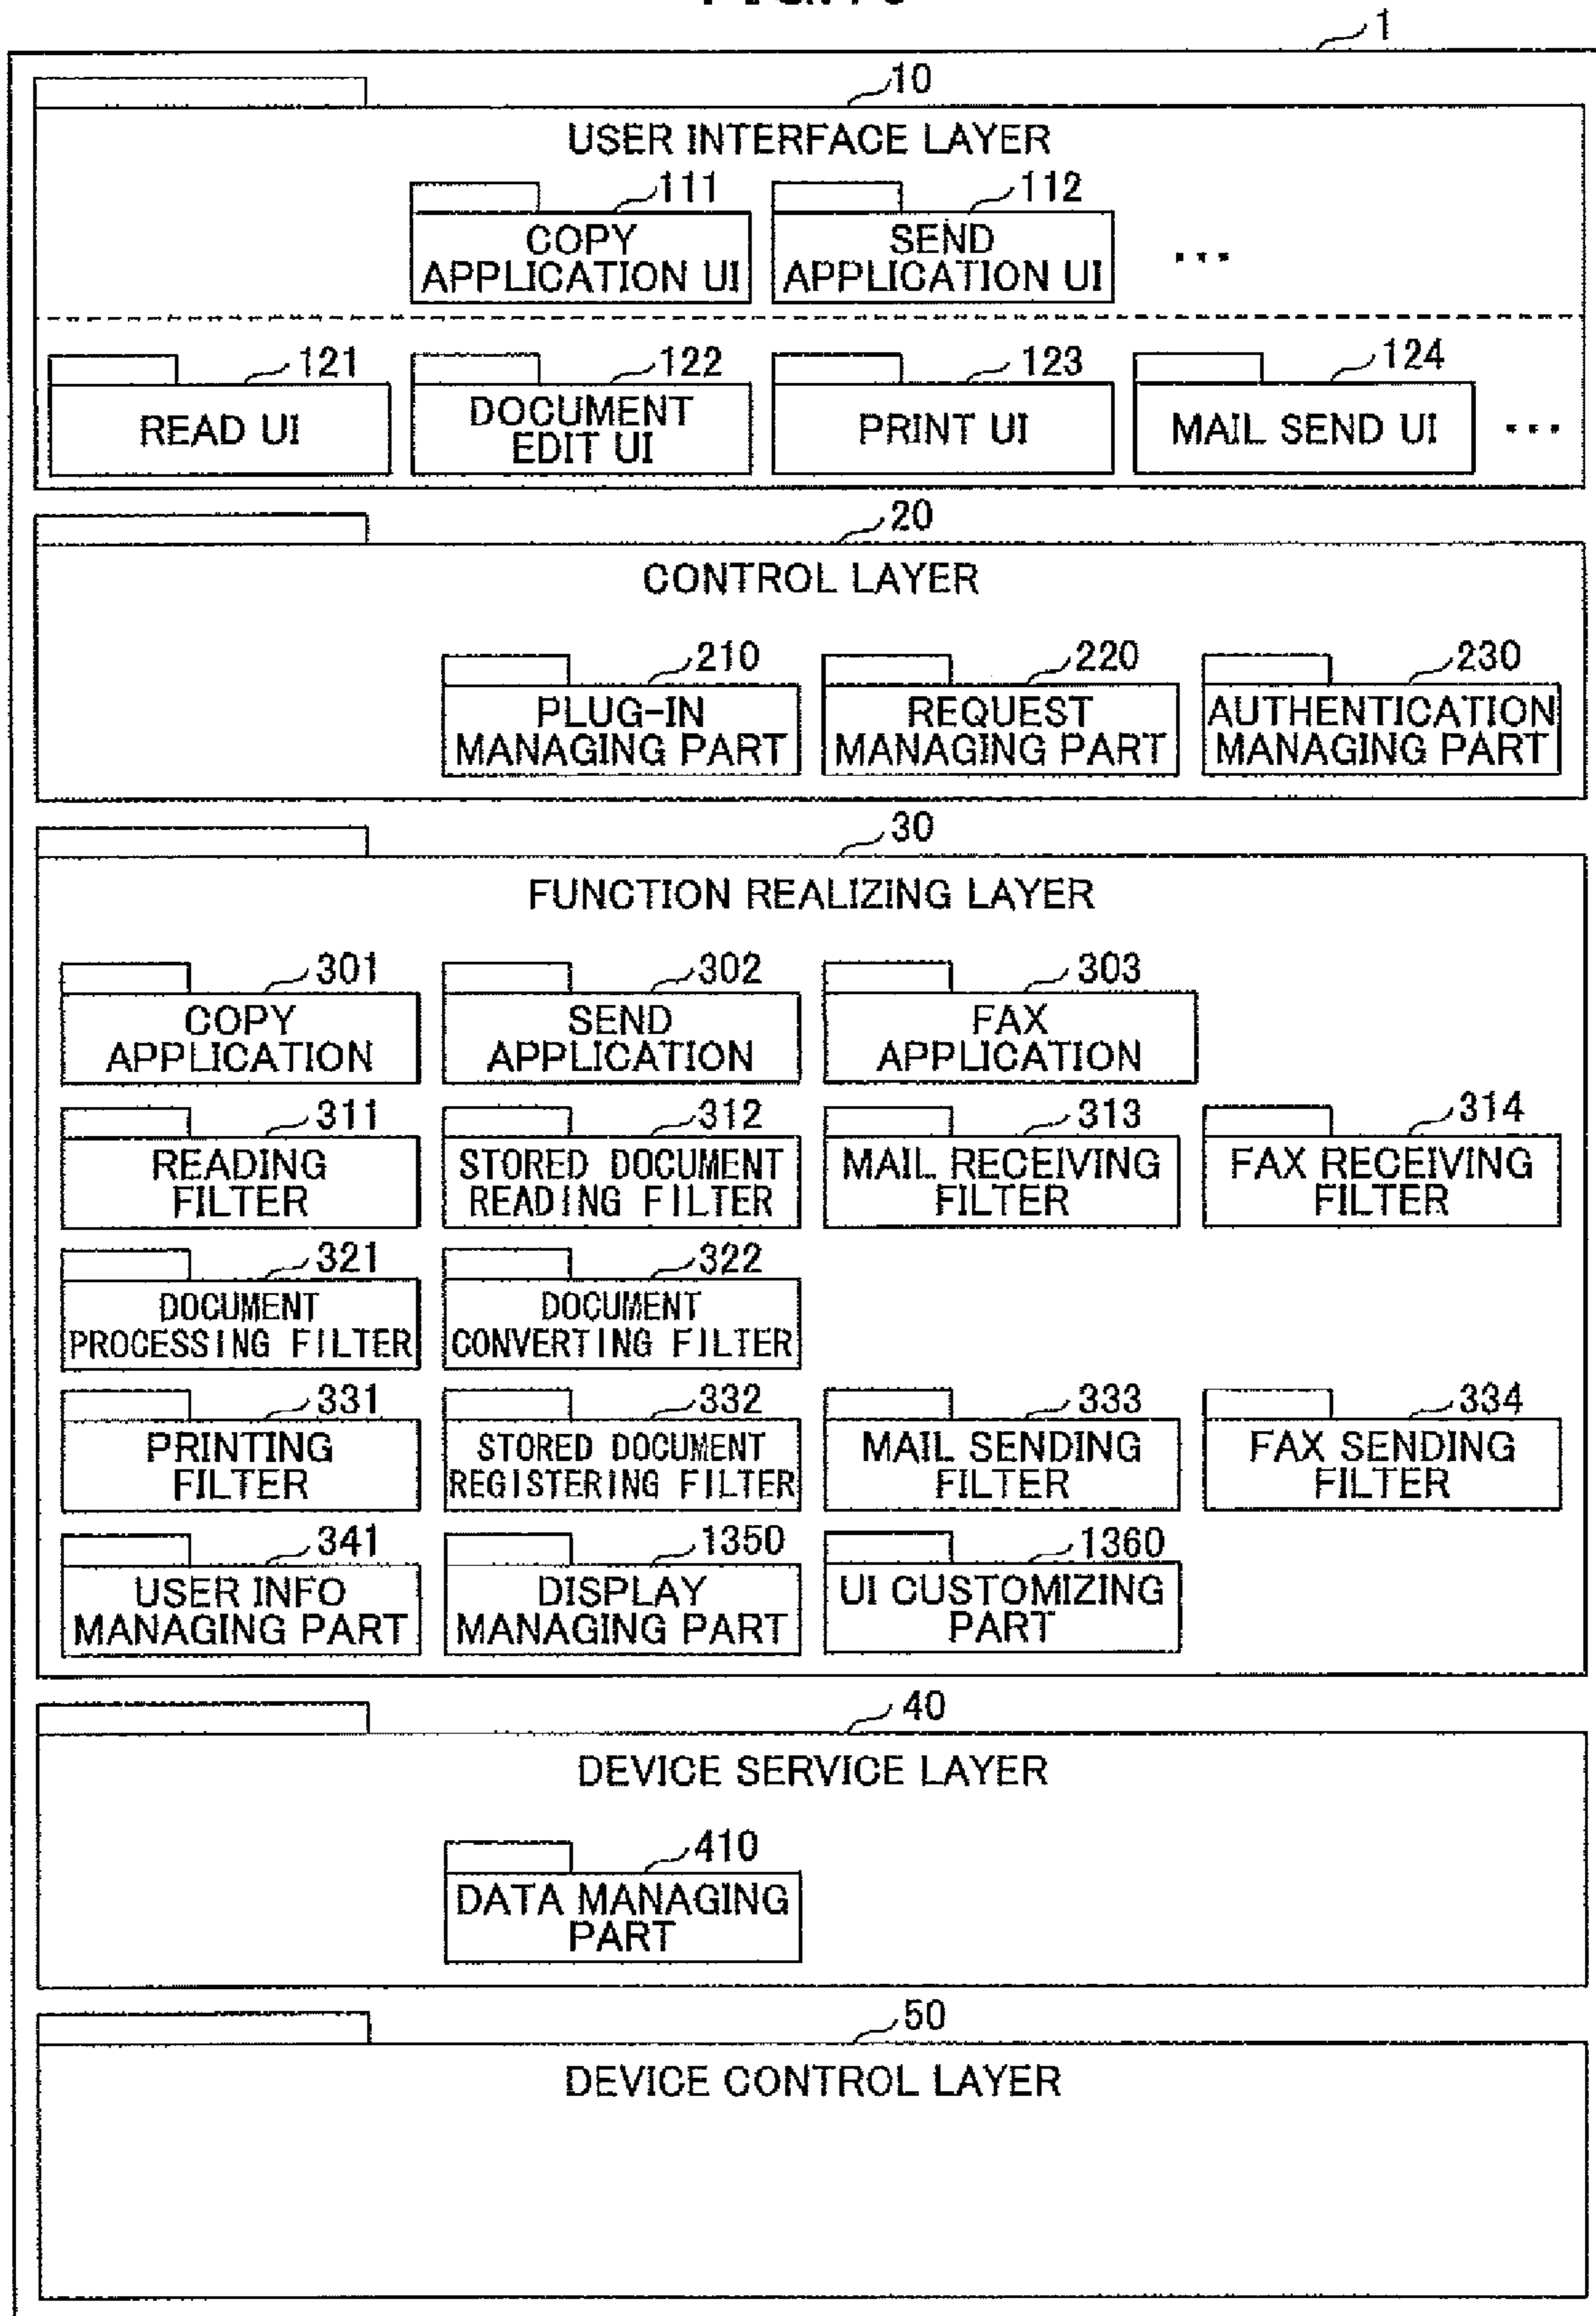 1
10
USER INTERFACE LAYER
111
112
COPY
APPLICATION UI
SEND
APPLICATION UI
...
121
122
123
124
READ UI
DOCUMENT
EDIT UI
PRINT UI
MAIL SEND UI
...
20
CONTROL LAYER
210
220
230
PLUG-IN
MANAGING PART
REQUEST
MANAGING PART
AUTHENTICATION
MANAGING PART
30
FUNCTION REALIZING LAYER
301
302
303
COPY
APPLICATION
SEND
APPLICATION
FAX
APPLICATION
311
312
313
314
READING
FILTER
STORED DOCUMENT
READING FILTER
MAIL RECEIVING
FILTER
FAX RECEIVING
FILTER
321
322
DOCUMENT
PROCESSING FILTER
DOCUMENT
CONVERTING FILTER
331
332
333
334
PRINTING
FILTER
STORED DOCUMENT
REGISTERING FILTER
MAIL SENDING
FILTER
FAX SENDING
FILTER
341
1350
1360
USER INFO
MANAGING PART
DISPLAY
MANAGING PART
UI CUSTOMIZING
PART
40
DEVICE SERVICE LAYER
410
DATA MANAGING
PART
50
DEVICE CONTROL LAYER